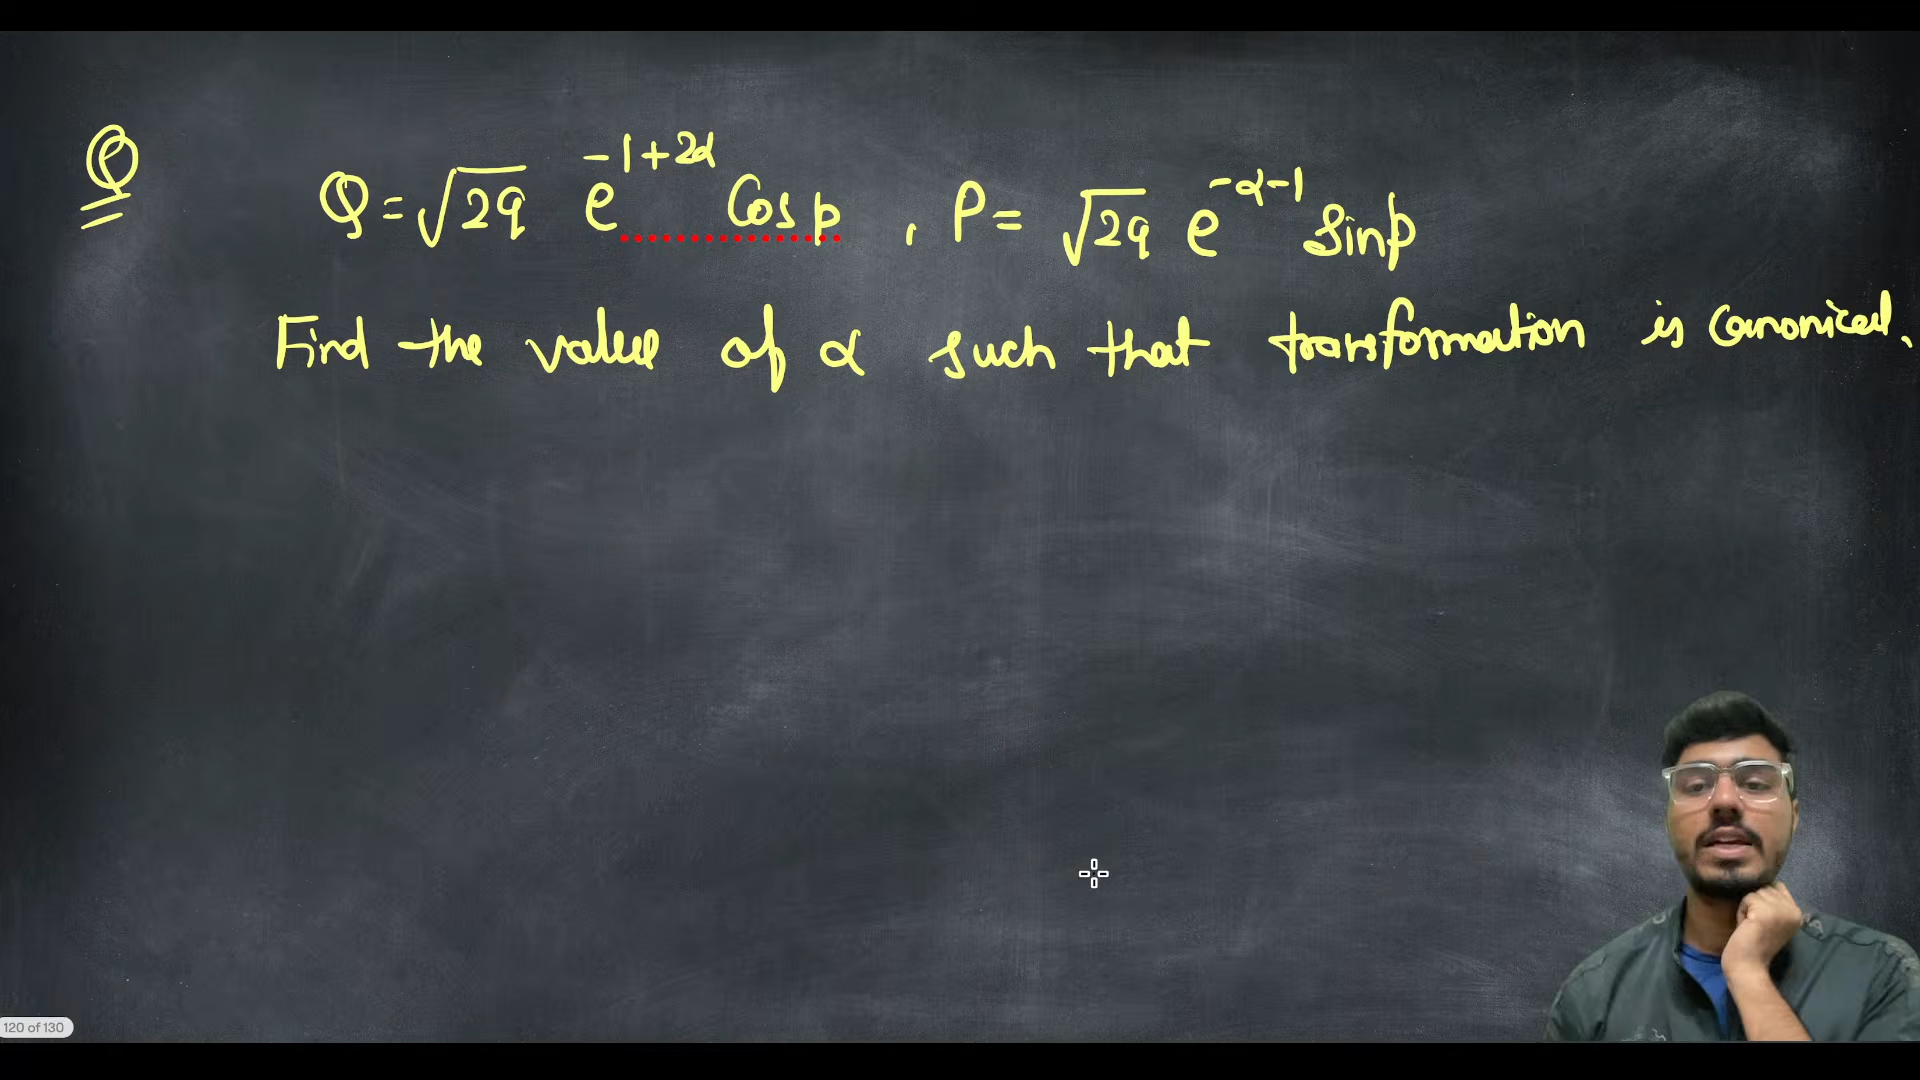 Q
Q = √2q e^{-1+2α} Cos p , P = √2q e^{-α-1} Sin p
Find the value of α such that transformation is Canonical.
120 of 130